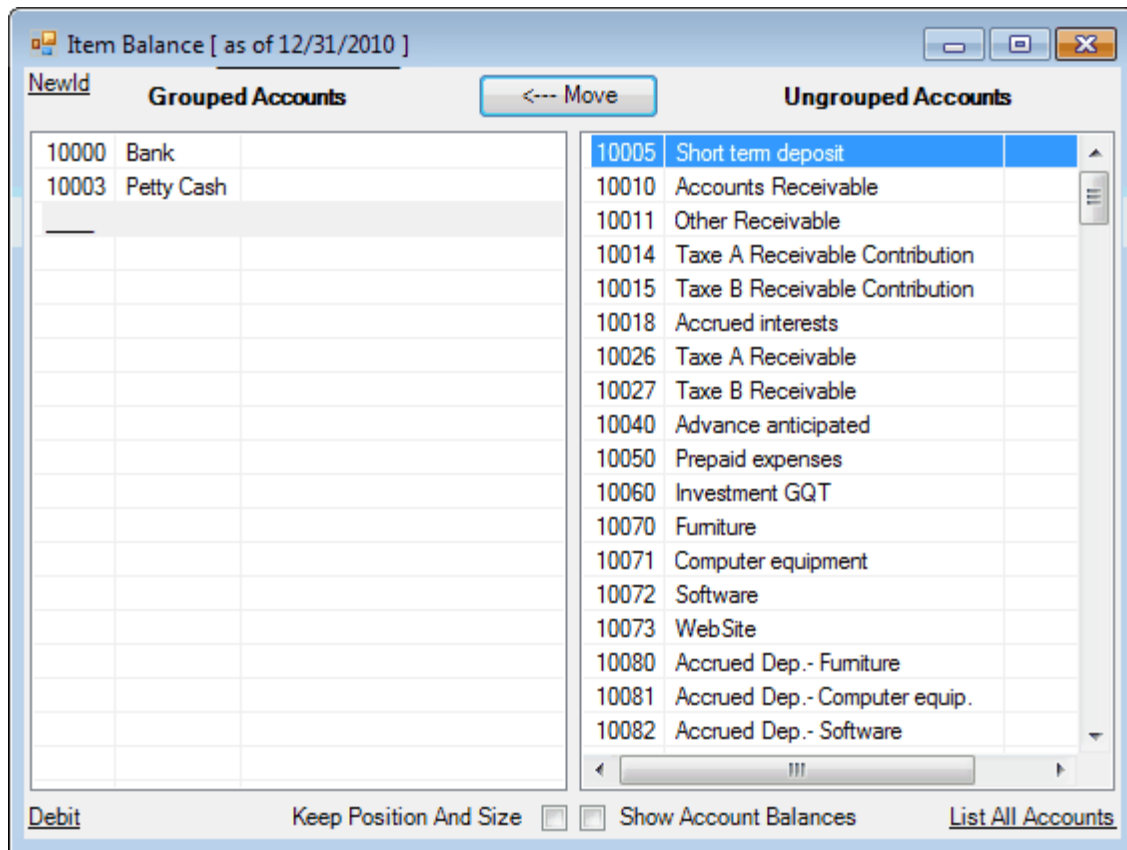 Item Balance [ as of 12/31/2010 ]
NewId
Grouped Accounts
<--- Move
Ungrouped Accounts
10000 Bank
10003 Petty Cash
10005 Short term deposit
10010 Accounts Receivable
10011 Other Receivable
10014 Taxe A Receivable Contribution
10015 Taxe B Receivable Contribution
10018 Accrued interests
10026 Taxe A Receivable
10027 Taxe B Receivable
10040 Advance anticipated
10050 Prepaid expenses
10060 Investment GQT
10070 Furniture
10071 Computer equipment
10072 Software
10073 WebSite
10080 Accrued Dep.- Furniture
10081 Accrued Dep.- Computer equip.
10082 Accrued Dep.- Software
Debit
Keep Position And Size
Show Account Balances
List All Accounts